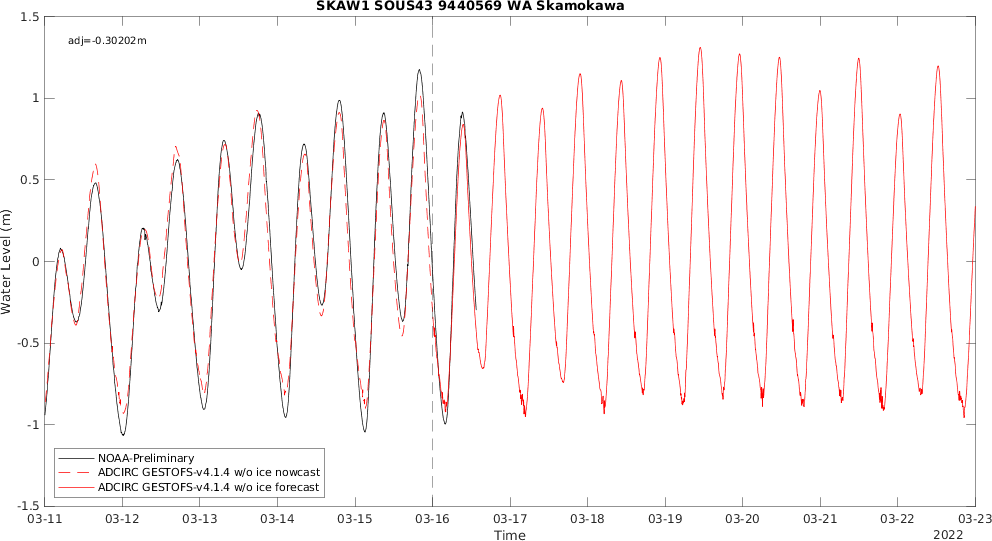 SKAW1 SOUS43 9440569 WA Skamokawa
adj=-0.30202m
Water Level (m)
1.5
1
0.5
0
-0.5
-1
-1.5
NOAA-Preliminary
ADCIRC GESTOFS-v4.1.4 w/o ice nowcast
ADCIRC GESTOFS-v4.1.4 w/o ice forecast
03-11 03-12 03-13 03-14 03-15 03-16 03-17 03-18 03-19 03-20 03-21 03-22 03-23
Time
2022